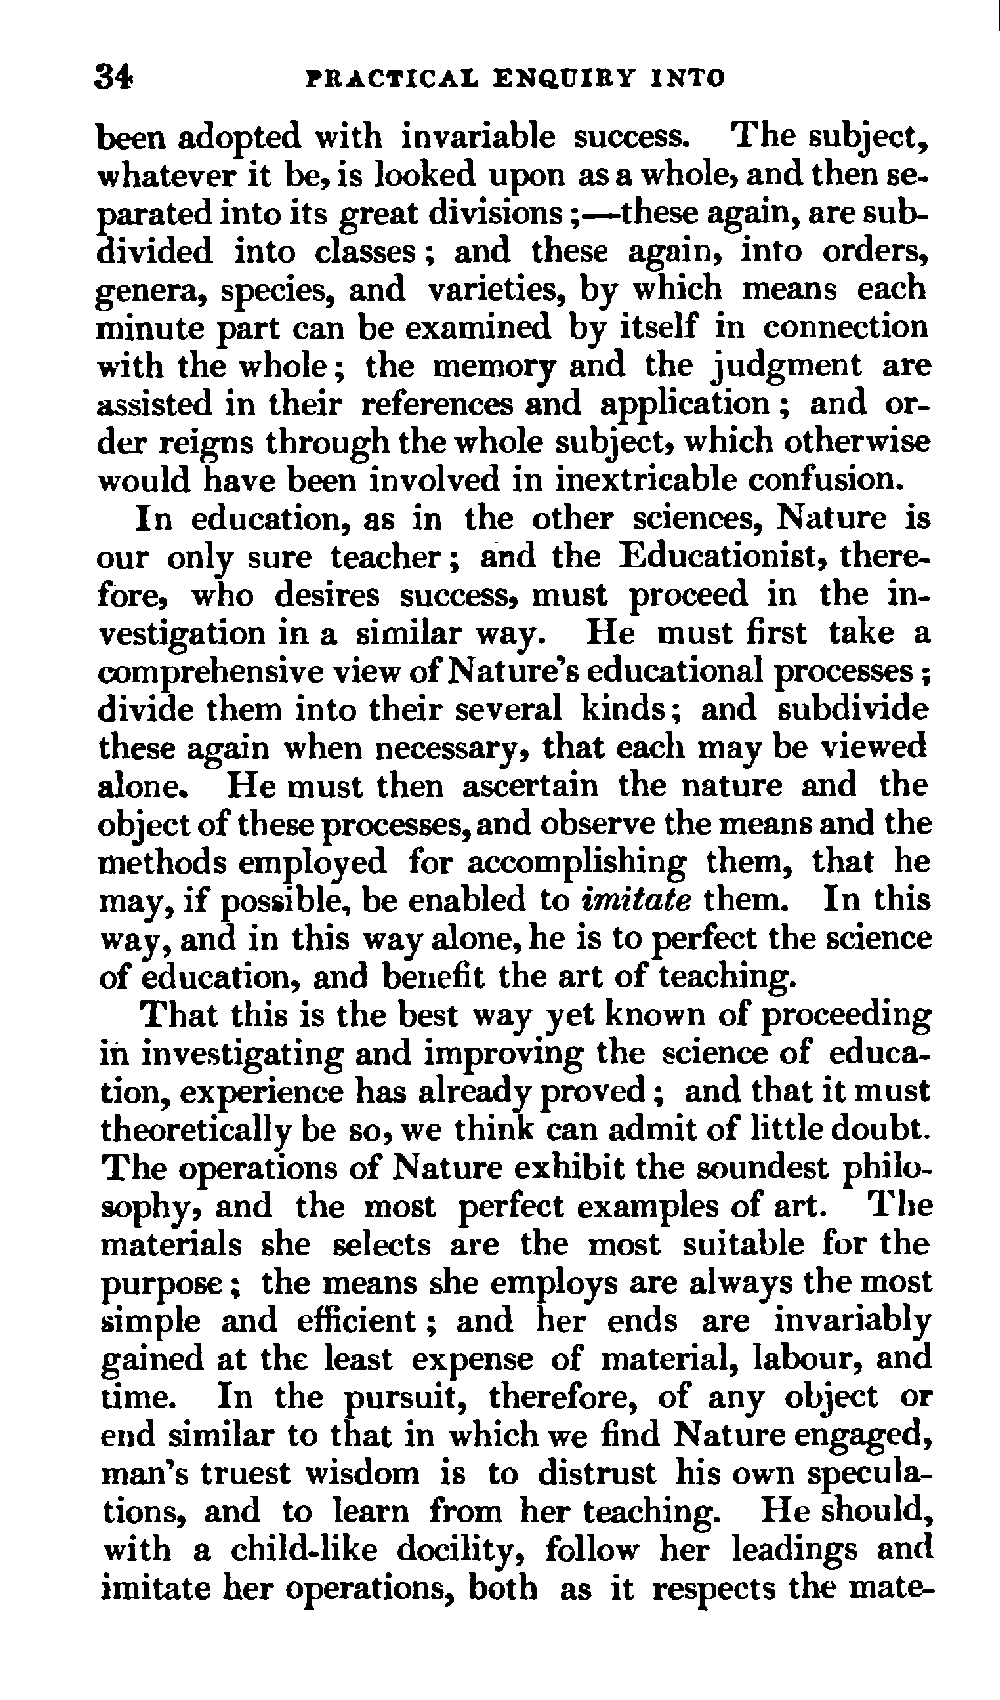 34 PRACTICAL ENQUIRY INTO
been adopted with invariable success. The subject,
whatever it be, is looked upon as a whole, and then se-
parated into its great divisions;—these again, are sub-
divided into classes; and these again, into orders,
genera, species, and varieties, by which means each
minute part can be examined by itself in connection
with the whole; the memory and the judgment are
assisted in their references and application; and or-
der reigns through the whole subject, which otherwise
would have been involved in inextricable confusion.
In education, as in the other sciences, Nature is
our only sure teacher; and the Educationist, there-
fore, who desires success, must proceed in the in-
vestigation in a similar way. He must first take a
comprehensive view of Nature's educational processes;
divide them into their several kinds; and subdivide
these again when necessary, that each may be viewed
alone. He must then ascertain the nature and the
object of these processes, and observe the means and the
methods employed for accomplishing them, that he
may, if possible, be enabled to imitate them. In this
way, and in this way alone, he is to perfect the science
of education, and benefit the art of teaching.
That this is the best way yet known of proceeding
in investigating and improving the science of educa-
tion, experience has already proved; and that it must
theoretically be so, we think can admit of little doubt.
The operations of Nature exhibit the soundest philo-
sophy, and the most perfect examples of art. The
materials she selects are the most suitable for the
purpose; the means she employs are always the most
simple and efficient; and her ends are invariably
gained at the least expense of material, labour, and
time. In the pursuit, therefore, of any object or
end similar to that in which we find Nature engaged,
man's truest wisdom is to distrust his own specula-
tions, and to learn from her teaching. He should,
with a child-like docility, follow her leadings and
imitate her operations, both as it respects the mate-